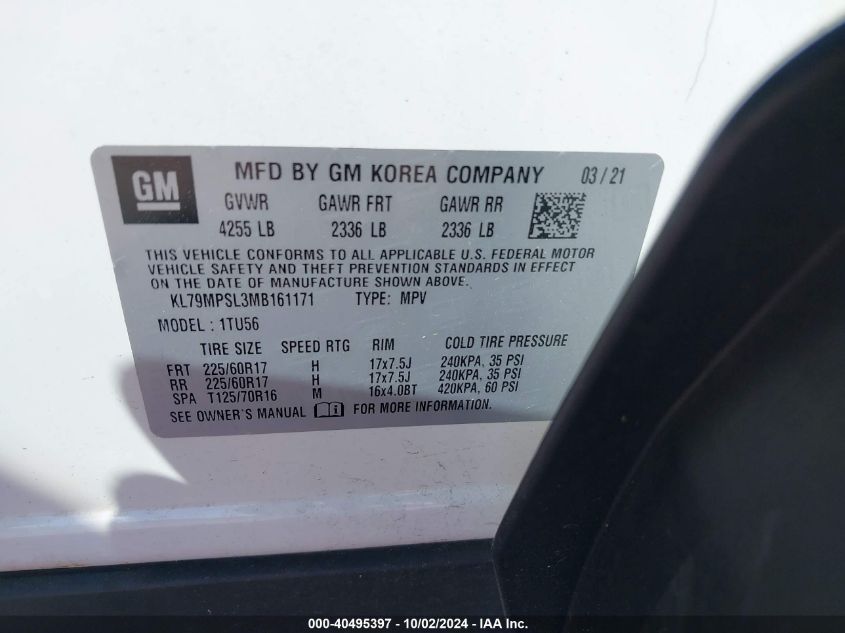 GM
MFD BY GM KOREA COMPANY 03/21
GVWR GAWR FRT GAWR RR
4255 LB 2336 LB 2336 LB
THIS VEHICLE CONFORMS TO ALL APPLICABLE U.S. FEDERAL MOTOR
VEHICLE SAFETY AND THEFT PREVENTION STANDARDS IN EFFECT
ON THE DATE OF MANUFACTURE SHOWN ABOVE.
KL79MPSL3MB161171 TYPE: MPV
MODEL : 1TU56
TIRE SIZE SPEED RTG RIM COLD TIRE PRESSURE
FRT 225/60R17 H 17x7.5J 240KPA, 35 PSI
RR 225/60R17 H 17x7.5J 240KPA, 35 PSI
SPA T125/70R16 M 16x4.0BT 420KPA, 60 PSI
SEE OWNER'S MANUAL i FOR MORE INFORMATION.
000-40495397 - 10/02/2024 - IAA Inc.